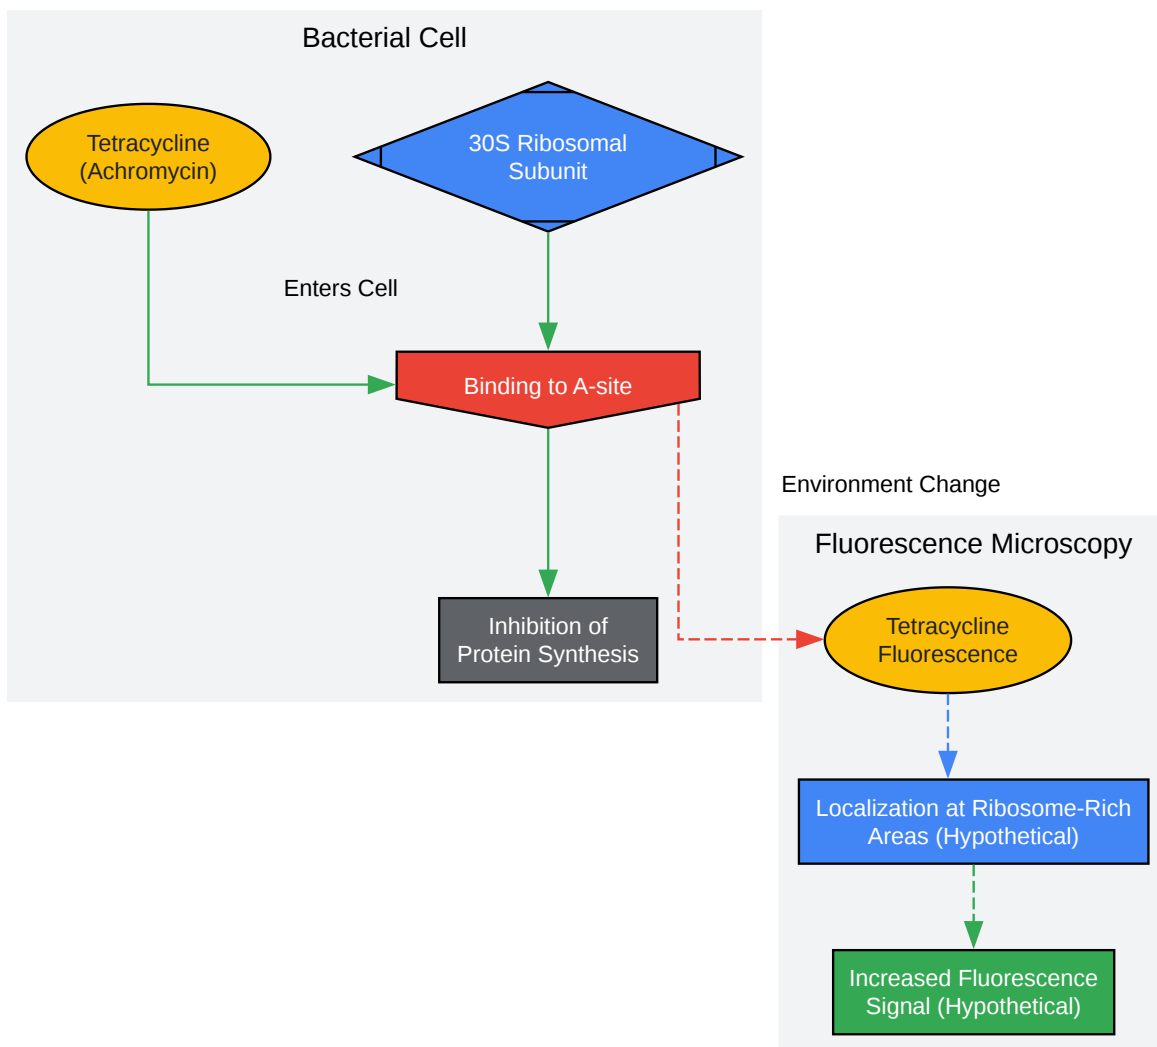 Bacterial Cell
Tetracycline
(Achromycin)
30S Ribosomal
Subunit
Enters Cell
Binding to A-site
Inhibition of
Protein Synthesis
Environment Change
Fluorescence Microscopy
Tetracycline
Fluorescence
Localization at Ribosome-Rich
Areas (Hypothetical)
Increased Fluorescence
Signal (Hypothetical)